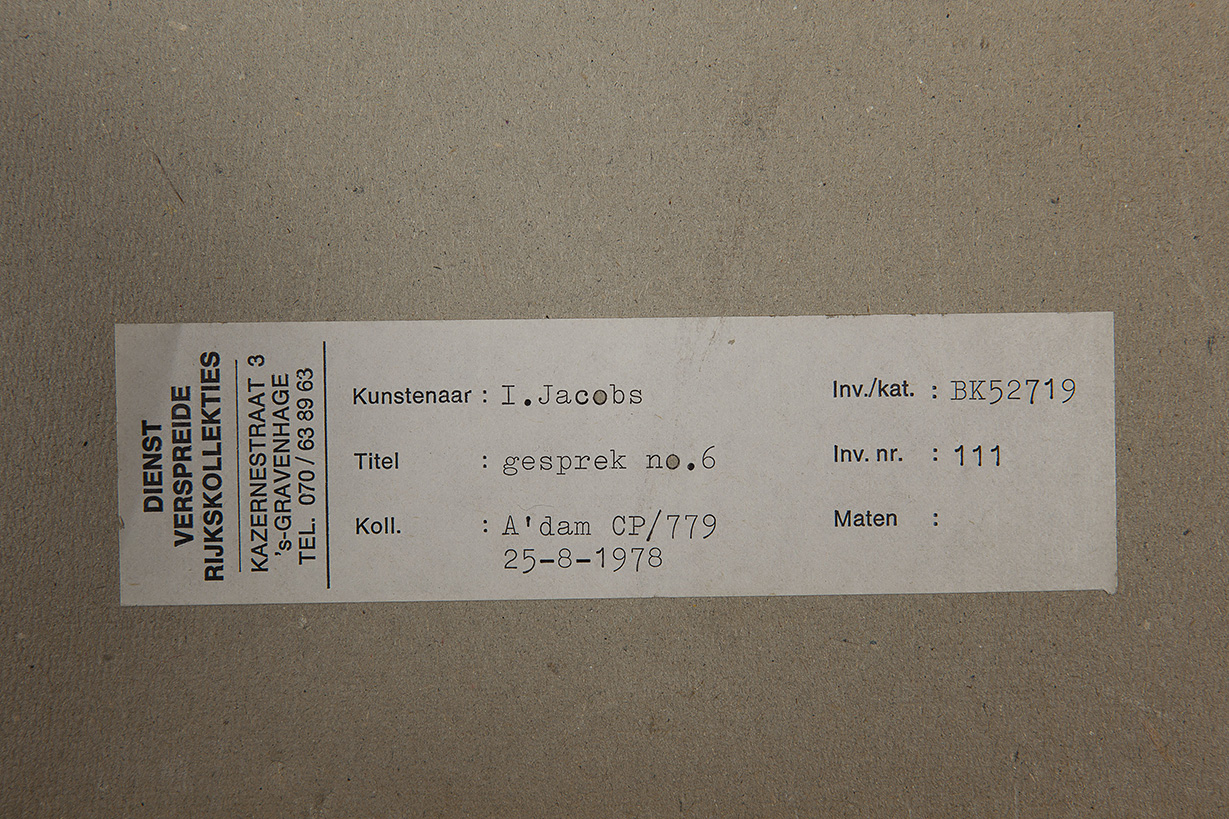 DIENST
VERSPREIDE
RIJKSKOLLEKTIES
KAZERNESTRAAT 3
's-GRAVENHAGE
TEL. 070/63 89 63
Kunstenaar : I.Jacobs
Titel : gesprek no.6
Koll. : A'dam CP/779
25-8-1978
Inv./kat. : BK52719
Inv. nr. : 111
Maten :